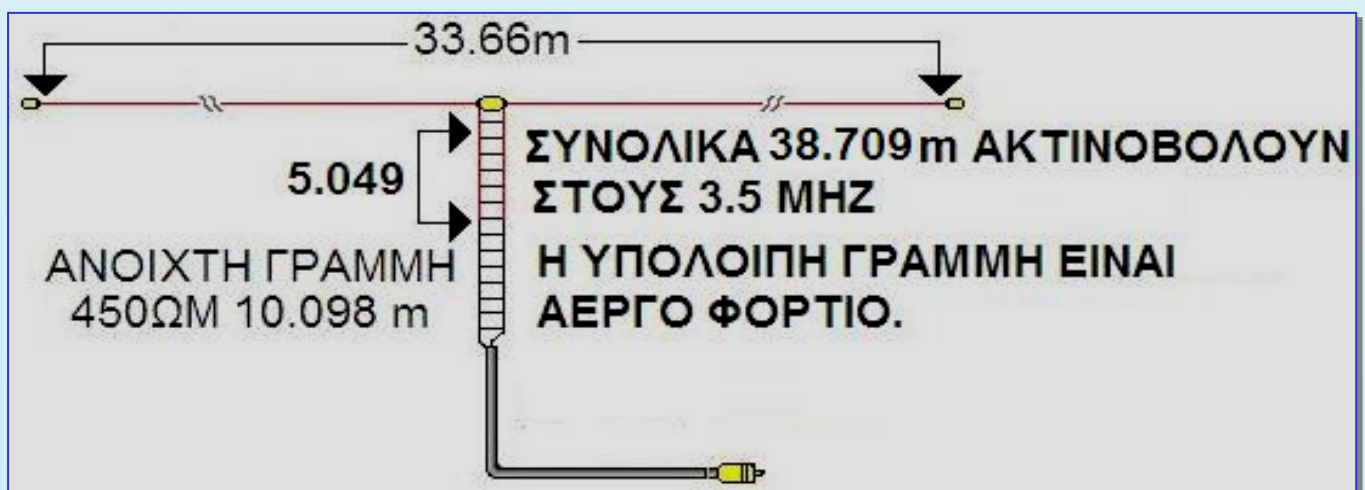 33.66m
5.049
ΣΥΝΟΛΙΚΑ 38.709m ΑΚΤΙΝΟΒΟΛΟΥΝ
ΣΤΟΥΣ 3.5 ΜΗΖ
ΑΝΟΙΧΤΗ ΓΡΑΜΜΗ
450ΩΜ 10.098 m
Η ΥΠΟΛΟΙΠΗ ΓΡΑΜΜΗ ΕΙΝΑΙ
ΑΕΡΓΟ ΦΟΡΤΙΟ.